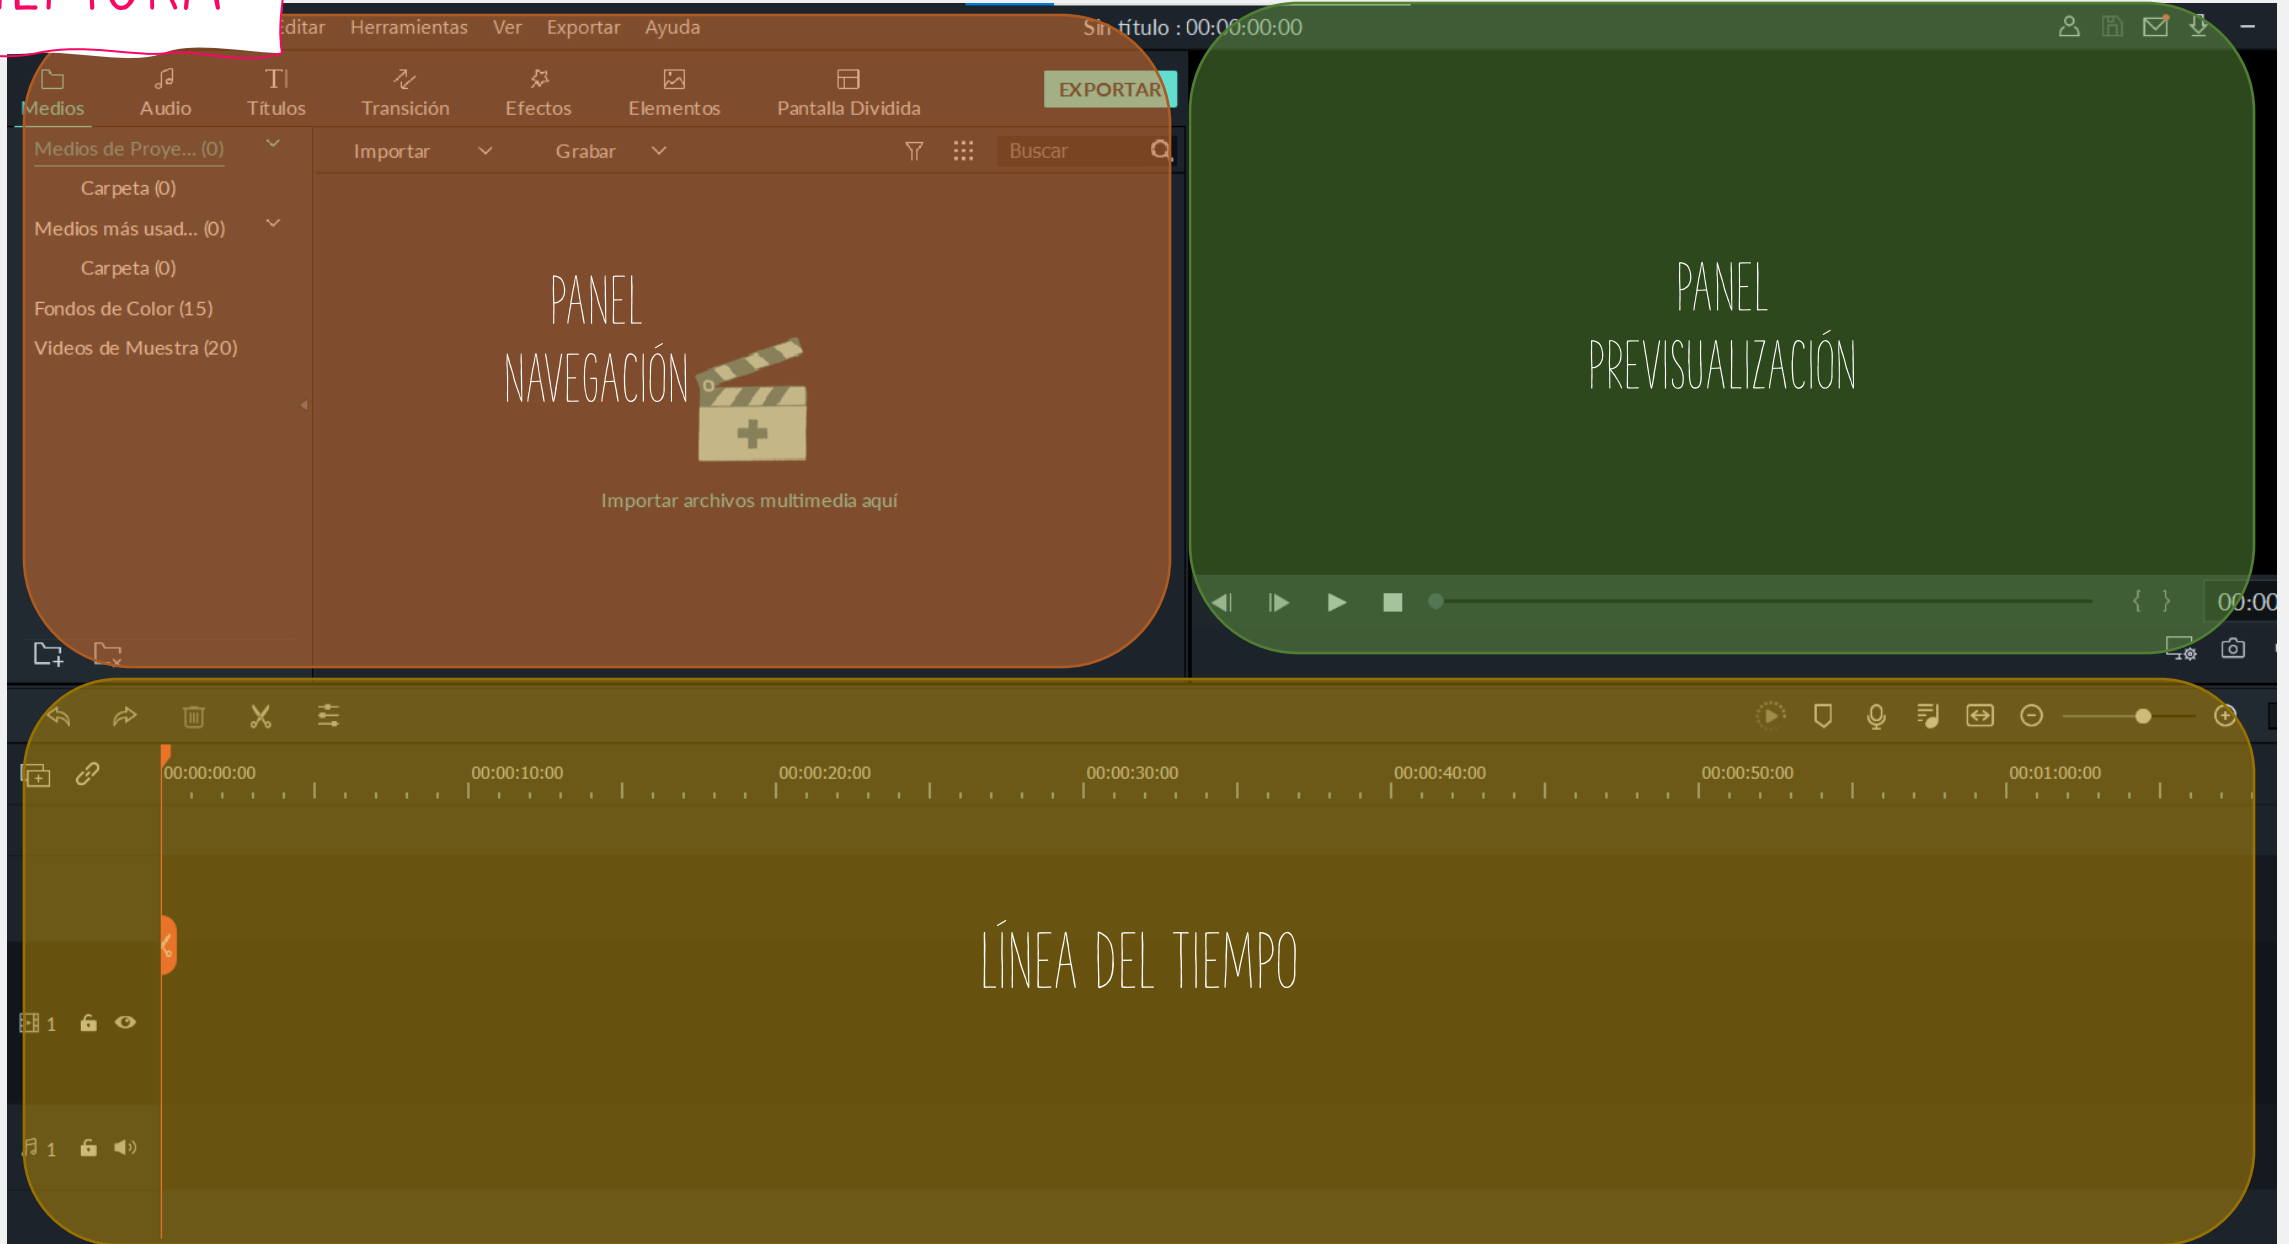 Editar Herramientas Ver Exportar Ayuda
Sin título : 00:00:00:00
Medios Audio Títulos Transición Efectos Elementos Pantalla Dividida
EXPORTAR
Medios de Proye... (0)
Importar Grabar Buscar
Carpeta (0)
Medios más usad... (0)
Carpeta (0)
Fondos de Color (15)
Videos de Muestra (20)
PANEL
NAVEGACIÓN
Importar archivos multimedia aquí
PANEL
PREVISUALIZACIÓN
{ } 00:00
00:00:00:00 00:00:10:00 00:00:20:00 00:00:30:00 00:00:40:00 00:00:50:00 00:01:00:00
LÍNEA DEL TIEMPO
1
1